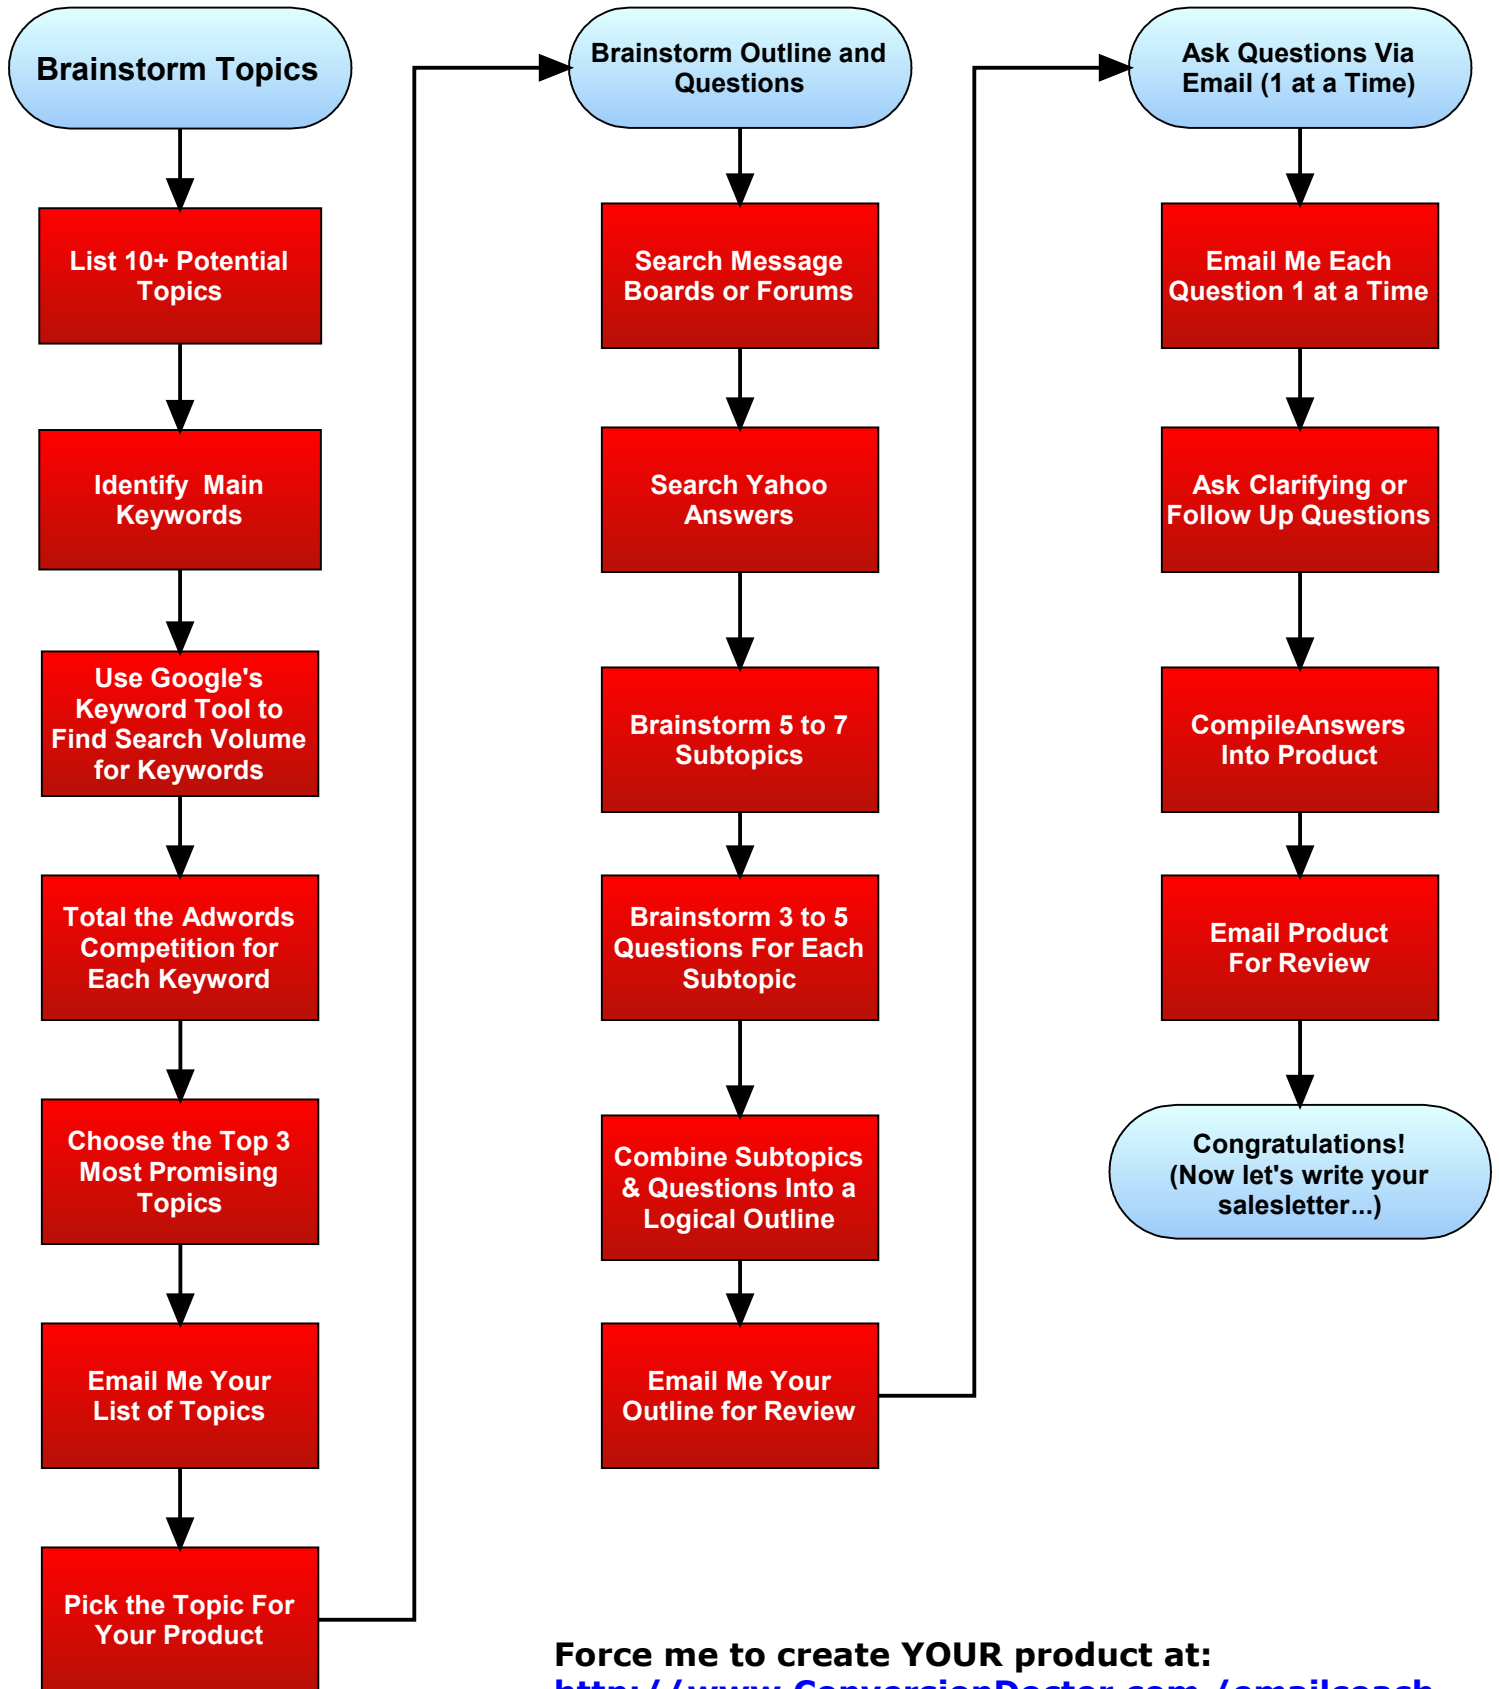 Brainstorm Topics
List 10+ Potential
Topics
Identify  Main
Keywords
Use Google's
Keyword Tool to
Find Search Volume
for Keywords
Total the Adwords
Competition for
Each Keyword
Choose the Top 3
Most Promising
Topics
Email Me Your
List of Topics
Pick the Topic For
Your Product
Brainstorm Outline and
Questions
Search Message
Boards or Forums
Search Yahoo
Answers
Brainstorm 5 to 7
Subtopics
Brainstorm 3 to 5
Questions For Each
Subtopic
Combine Subtopics
& Questions Into a
Logical Outline
Email Me Your
Outline for Review
Ask Questions Via
Email (1 at a Time)
Email Me Each
Question 1 at a Time
Ask Clarifying or
Follow Up Questions
CompileAnswers
Into Product
Email Product
For Review
Congratulations!
(Now let's write your
salesletter...)
Force me to create YOUR product at:
http://www.ConversionDoctor.com/emailcoach